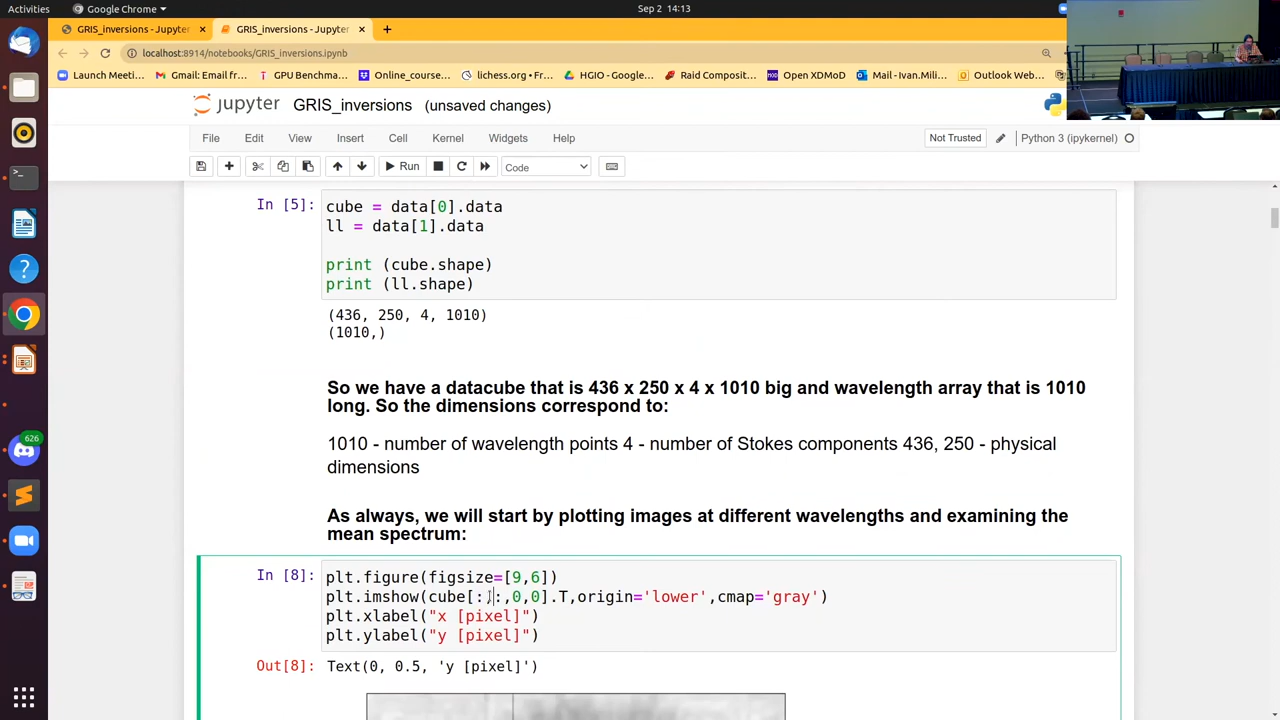 Activities
Google Chrome
Sep 2 14:13
GRIS_inversions - Jupyter
GRIS_inversions - Jupyter
localhost:8914/notebooks/GRIS_inversions.ipynb
Launch Meeti...
Gmail: Email fr...
GPU Benchma...
Online_course...
lichess.org • Fr...
HGIO - Google...
Raid Composit...
MOD
Open XDMoD
Mail - Ivan.Mili...
Outlook Web...
jupyter
GRIS_inversions
(unsaved changes)
File
Edit
View
Insert
Cell
Kernel
Widgets
Help
Not Trusted
Python 3 (ipykernel)
Run
Code
In [5]:
cube = data[0].data
ll = data[1].data
print (cube.shape)
print (ll.shape)
(436, 250, 4, 1010)
(1010,)
So we have a datacube that is 436 x 250 x 4 x 1010 big and wavelength array that is 1010
long. So the dimensions correspond to:
1010 - number of wavelength points 4 - number of Stokes components 436, 250 - physical
dimensions
As always, we will start by plotting images at different wavelengths and examining the
mean spectrum:
In [8]:
plt.figure(figsize=[9,6])
plt.imshow(cube[:,:,0,0].T,origin='lower',cmap='gray')
plt.xlabel("x [pixel]")
plt.ylabel("y [pixel]")
Out[8]:
Text(0, 0.5, 'y [pixel]')
626